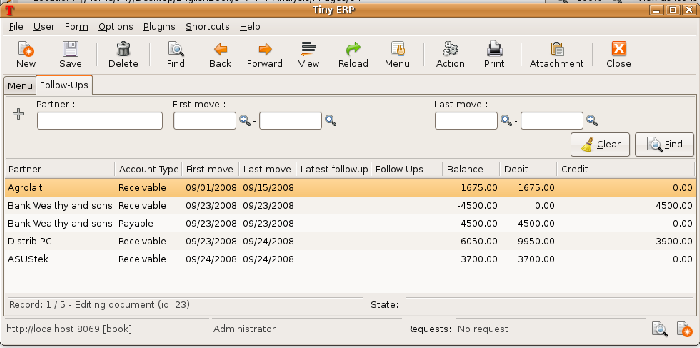 Tiny ERP
File User Form Options Plugins Shortcuts Help
New Save Delete Find Back Forward View Reload Menu Action Print Attachment Close
Menu Follow-Ups
Partner : First move : Last move :
- -
Clear Find
Partner Account Type First move Last move Latest followup Follow Ups Balance Debit Credit
Agrolait Receivable 09/01/2008 09/15/2008 1675.00 1675.00 0.00
Bank Wealthy and sons Receivable 09/23/2008 09/23/2008 -4500.00 0.00 4500.00
Bank Wealthy and sons Payable 09/23/2008 09/23/2008 4500.00 4500.00 0.00
Distrib PC Receivable 09/23/2008 09/24/2008 6050.00 9950.00 3900.00
ASUStek Receivable 09/24/2008 09/24/2008 3700.00 3700.00 0.00
Record: 1 / 5 - Editing document (id: 23) State:
http://localhost:8069 [book] Administrator Requests: No request